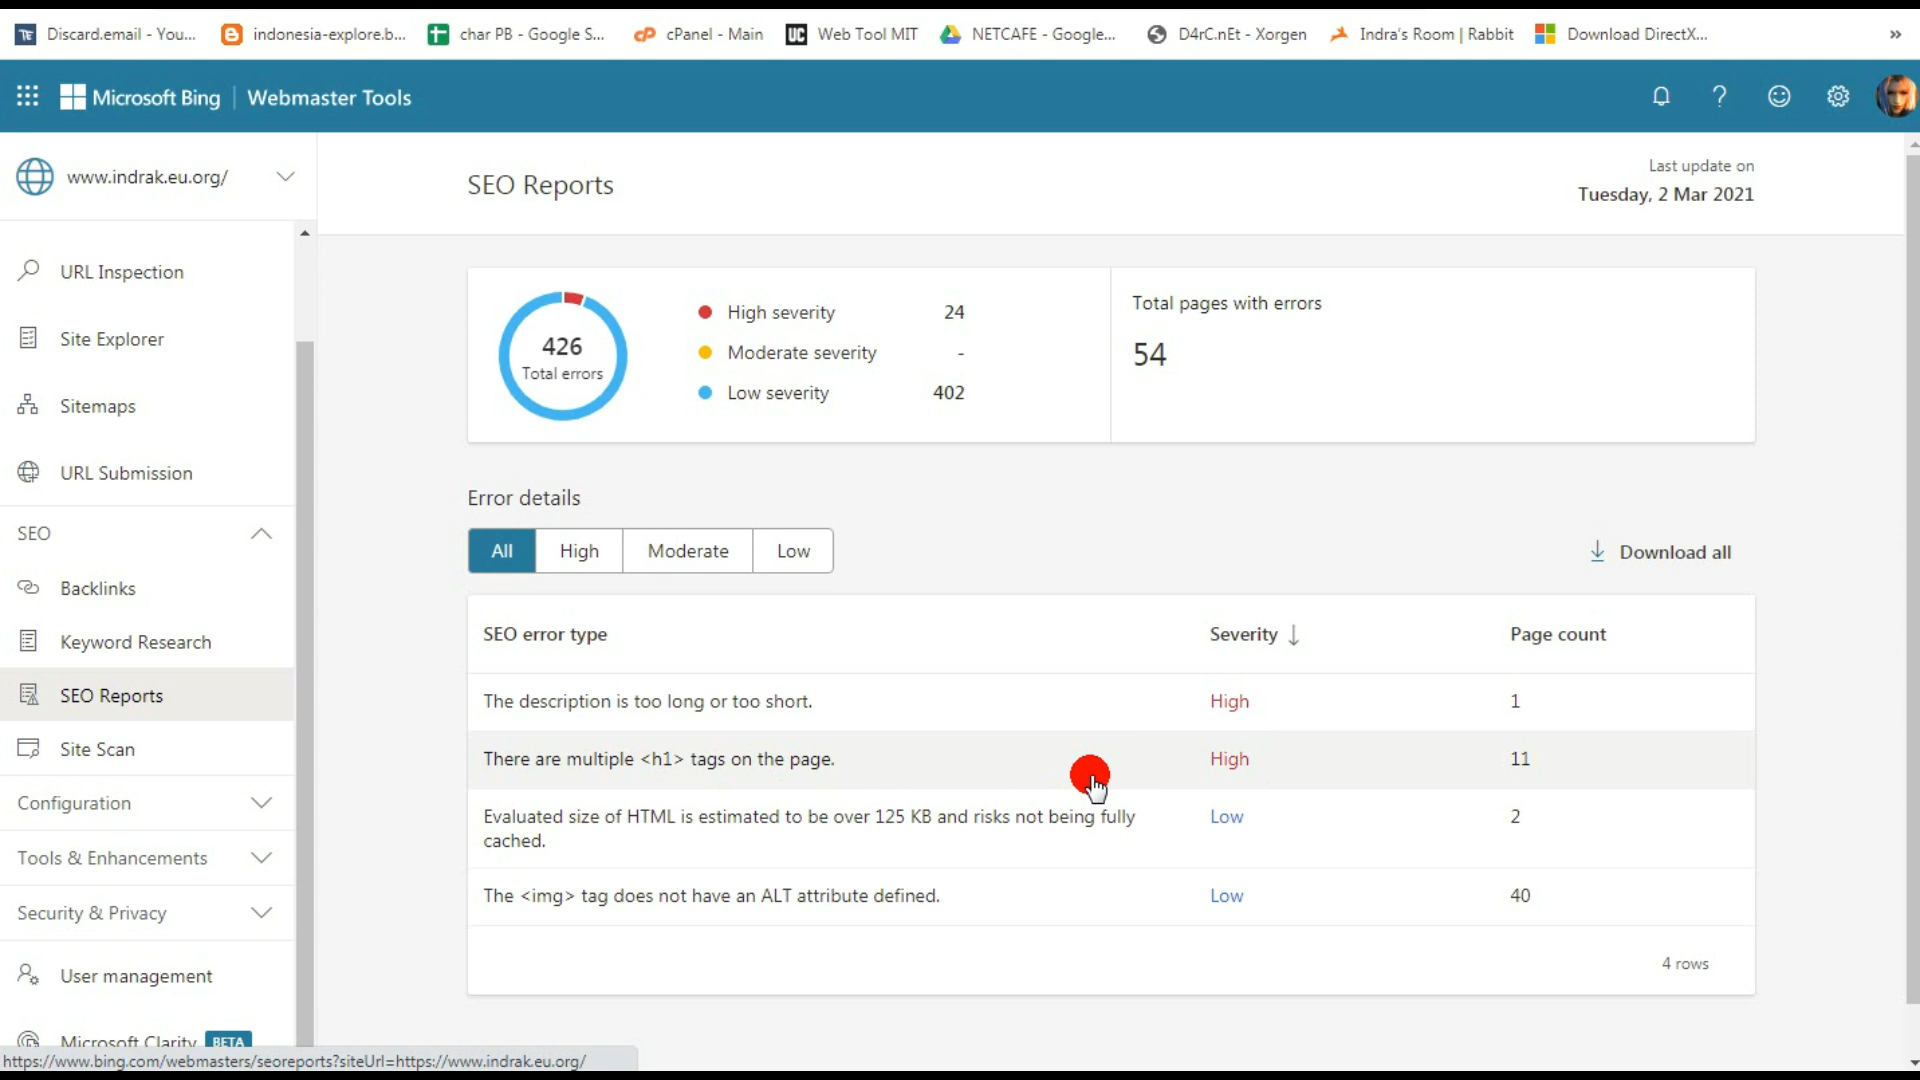 Discard.email - You... indonesia-explore.b... char PB - Google S... cPanel - Main Web Tool MIT NETCAFE - Google... D4rC.nEt - Xorgen Indra's Room | Rabbit Download DirectX... »
Microsoft Bing | Webmaster Tools
www.indrak.eu.org/
URL Inspection
Site Explorer
Sitemaps
URL Submission
SEO
Backlinks
Keyword Research
SEO Reports
Site Scan
Configuration
Tools & Enhancements
Security & Privacy
User management
Microsoft Clarity BETA
https://www.bing.com/webmasters/seoreports?siteUrl=https://www.indrak.eu.org/
SEO Reports
Last update on
Tuesday, 2 Mar 2021
426
Total errors
High severity 24
Moderate severity -
Low severity 402
Total pages with errors
54
Error details
All High Moderate Low
Download all
SEO error type Severity Page count
The description is too long or too short. High 1
There are multiple <h1> tags on the page. High 11
Evaluated size of HTML is estimated to be over 125 KB and risks not being fully Low 2
cached.
The <img> tag does not have an ALT attribute defined. Low 40
4 rows